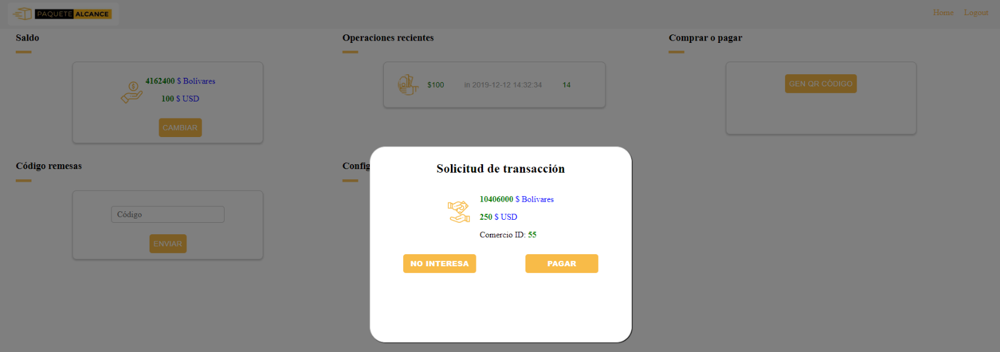 PAQUETE ALCANCE
Home Logout
Saldo
4162400 $ Bolívares
100 $ USD
CAMBIAR
Operaciones recientes
$100 in 2019-12-12 14:32:34 14
Comprar o pagar
GEN QR CÓDIGO
Código remesas
Código
ENVIAR
Config
Solicitud de transacción
10406000 $ Bolívares
250 $ USD
Comercio ID: 55
NO INTERESA PAGAR